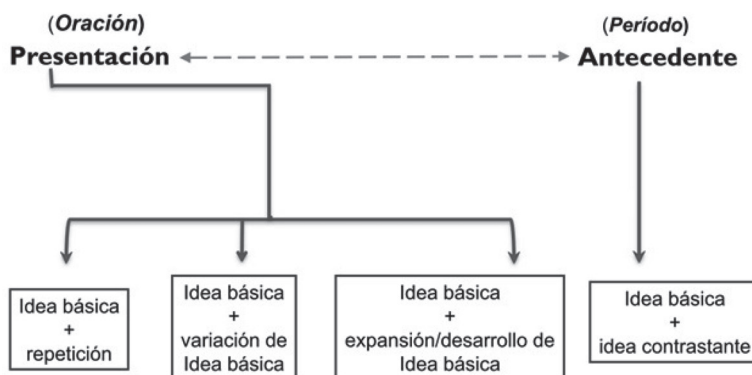 (Oración)
Presentación
(Período)
Antecedente
Idea básica
+
repetición
Idea básica
+
variación de
Idea básica
Idea básica
+
expansión/desarrollo de
Idea básica
Idea básica
+
idea contrastante